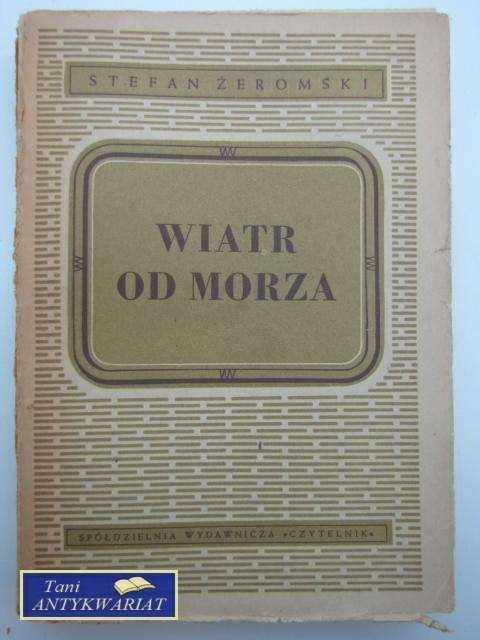 STEFAN ŻEROMSKI
WIATR
OD MORZA
SPÓŁDZIELNIA WYDAWNICZA »CZYTELNIK«
Tani
ANTYKWARIAT